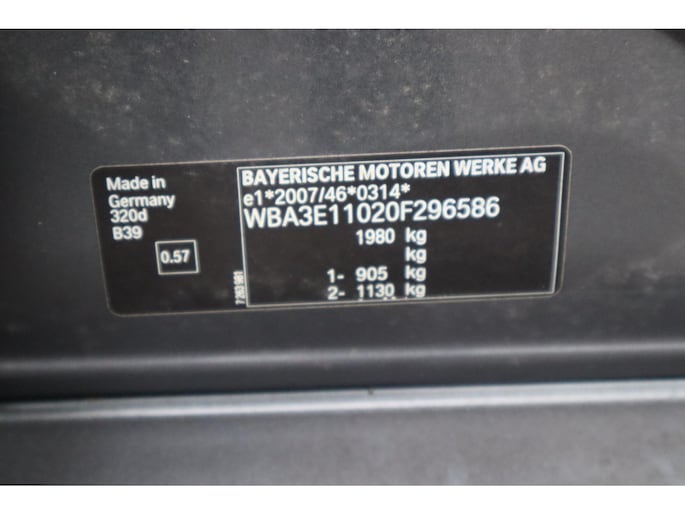 Made in
Germany
320d
B39
0.57
7263901
BAYERISCHE MOTOREN WERKE AG
e1*2007/46*0314*
WBA3E11020F296586
1980 kg
kg
1- 905 kg
2- 1130 kg